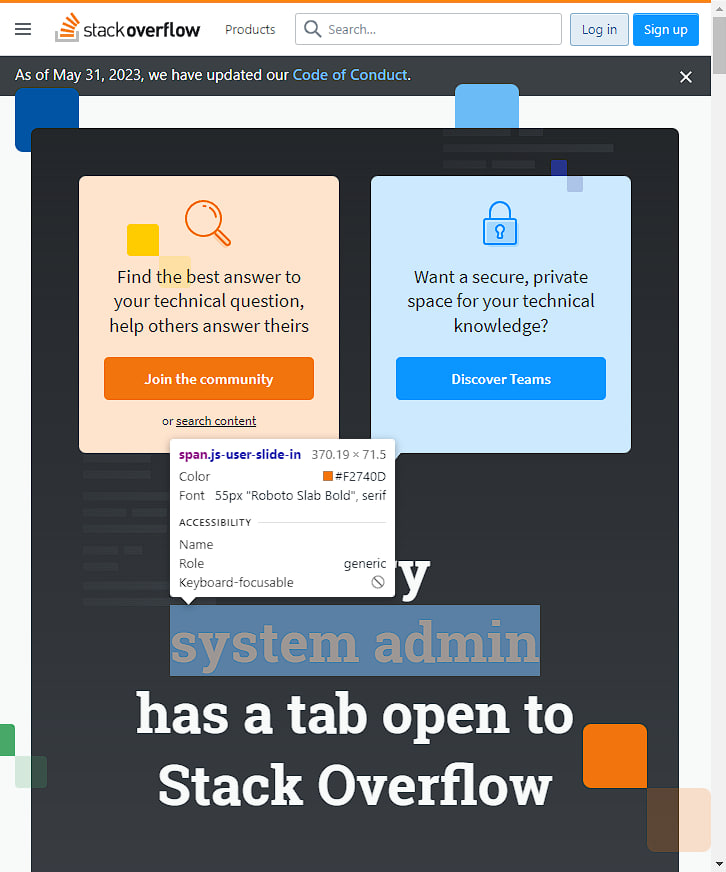 stackoverflow Products Search... Log in Sign up
As of May 31, 2023, we have updated our Code of Conduct.
Find the best answer to
your technical question,
help others answer theirs
Join the community
or search content
Want a secure, private
space for your technical
knowledge?
Discover Teams
span.js-user-slide-in 370.19 × 71.5
Color #F2740D
Font 55px "Roboto Slab Bold", serif
ACCESSIBILITY
Name
Role generic
Keyboard-focusable
system admin
has a tab open to
Stack Overflow